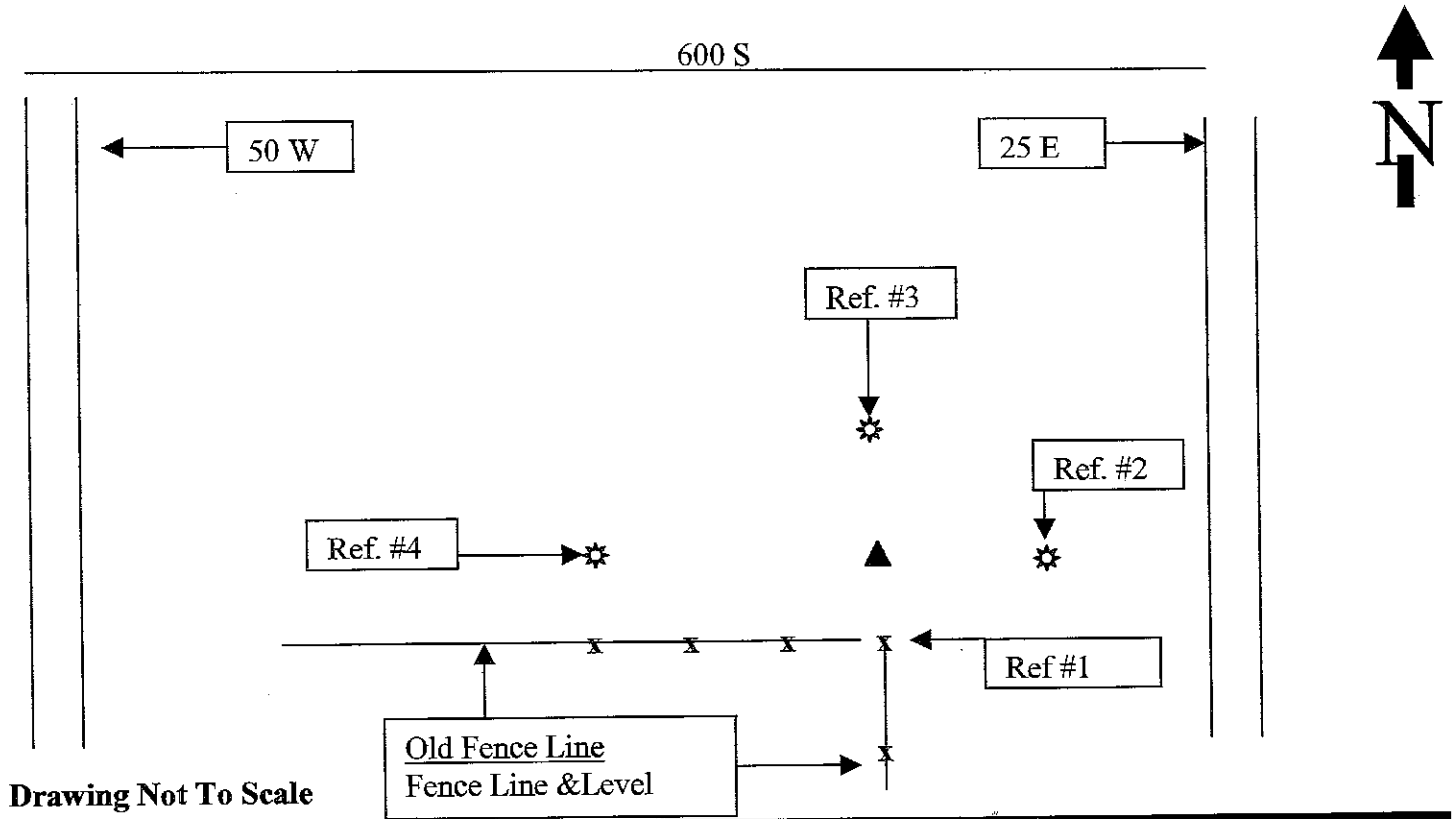 600 S
50 W
25 E
N
Ref. #3
Ref. #2
Ref. #4
x x x x
Ref #1
Old Fence Line
Fence Line &Level
x
Drawing Not To Scale